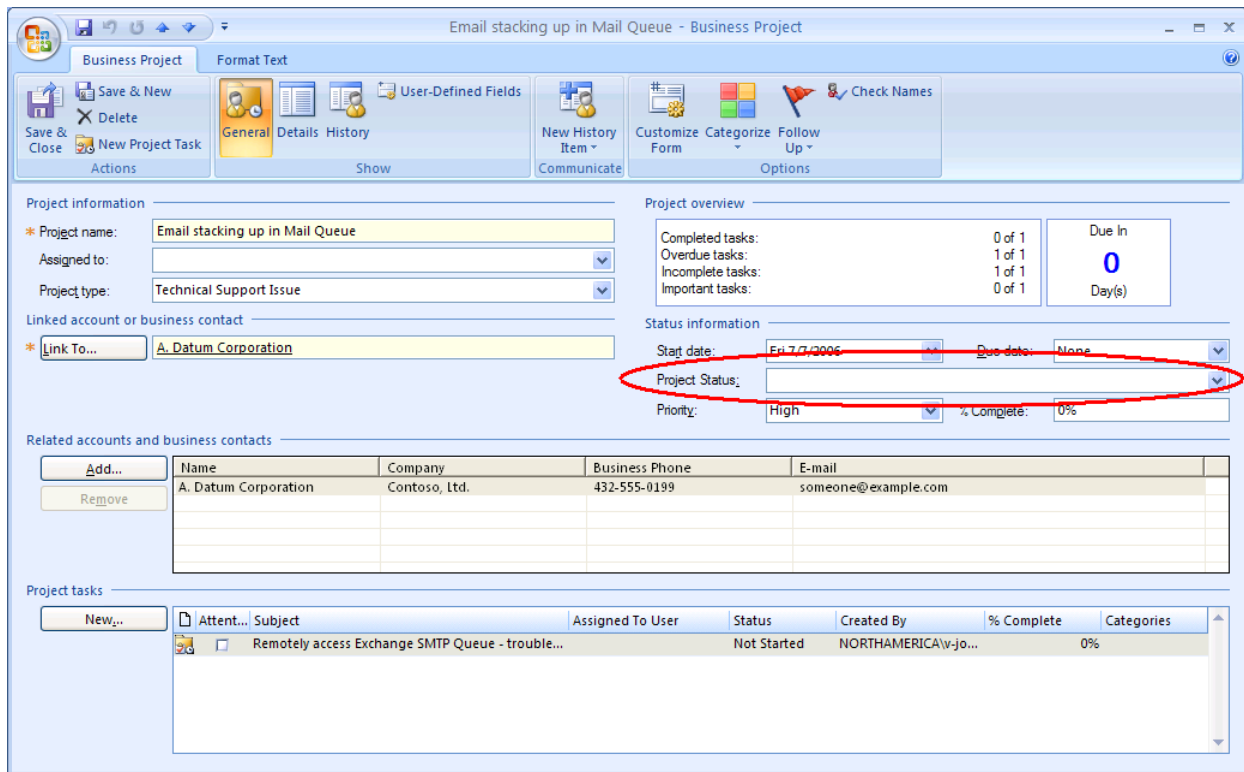 Email stacking up in Mail Queue - Business Project
Business Project Format Text
Save & Close
Save & New
Delete
New Project Task
Actions
General Details History
User-Defined Fields
Show
New History Item
Communicate
Customize Form
Categorize
Follow Up
Check Names
Options
Project information
* Project name: Email stacking up in Mail Queue
Assigned to:
Project type: Technical Support Issue
Linked account or business contact
* Link To... A. Datum Corporation
Project overview
Completed tasks: 0 of 1
Overdue tasks: 1 of 1
Incomplete tasks: 1 of 1
Important tasks: 0 of 1
Due In
0
Day(s)
Status information
Start date: Fri 7/7/2006 Due date: None
Project Status:
Priority: High % Complete: 0%
Related accounts and business contacts
Add...
Remove
Name Company Business Phone E-mail
A. Datum Corporation Contoso, Ltd. 432-555-0199 someone@example.com
Project tasks
New...
Attent... Subject Assigned To User Status Created By % Complete Categories
Remotely access Exchange SMTP Queue - trouble... Not Started NORTHAMERICA\v-jo... 0%